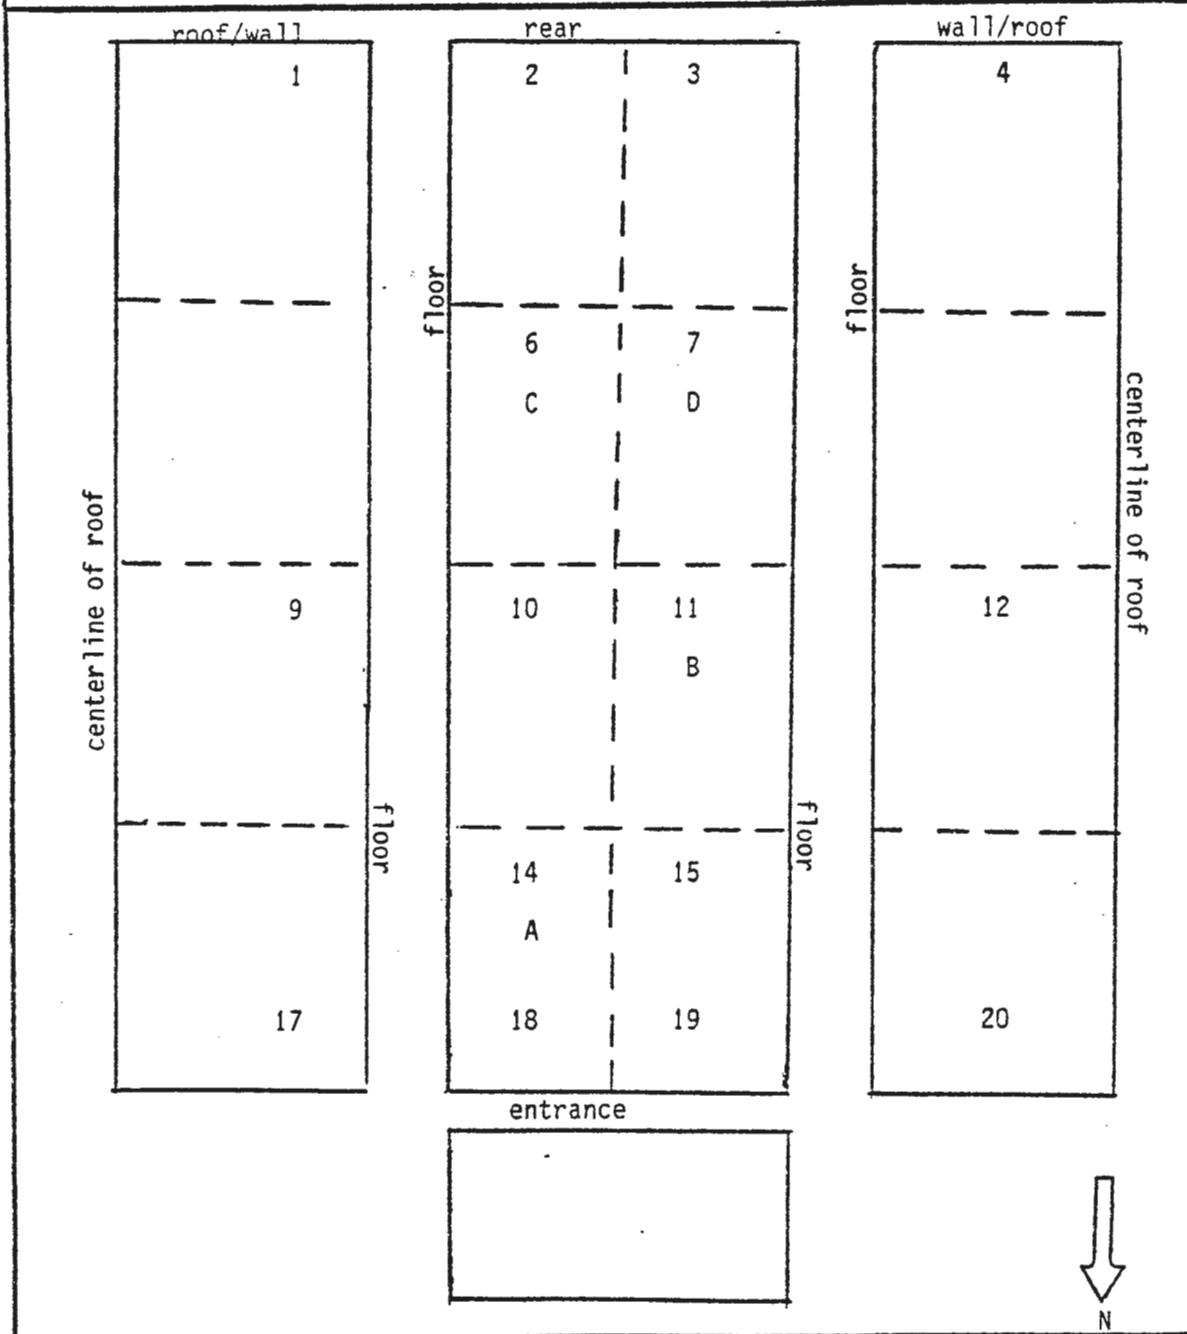 roof/wall rear wall/roof
1 2 3 4
floor floor
6 7
C D
centerline of roof
centerline of roof
9 10 11 12
B
floor floor
14 15
A
17 18 19 20
entrance
N